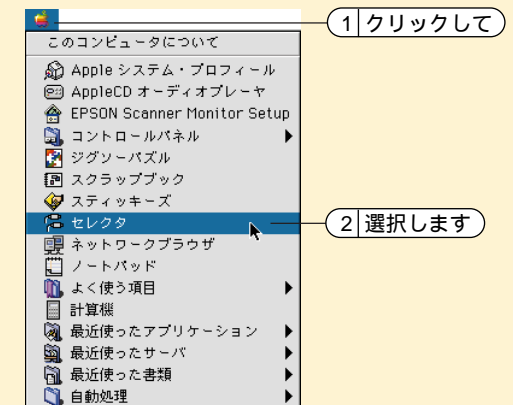 1 クリックして
このコンピュータについて
Apple システム・プロフィール
AppleCD オーディオプレーヤ
EPSON Scanner Monitor Setup
コントロールパネル
ジグソーパズル
スクラップブック
スティッキーズ
セレクタ
2 選択します
ネットワークブラウザ
ノートパッド
よく使う項目
計算機
最近使ったアプリケーション
最近使ったサーバ
最近使った書類
自動処理